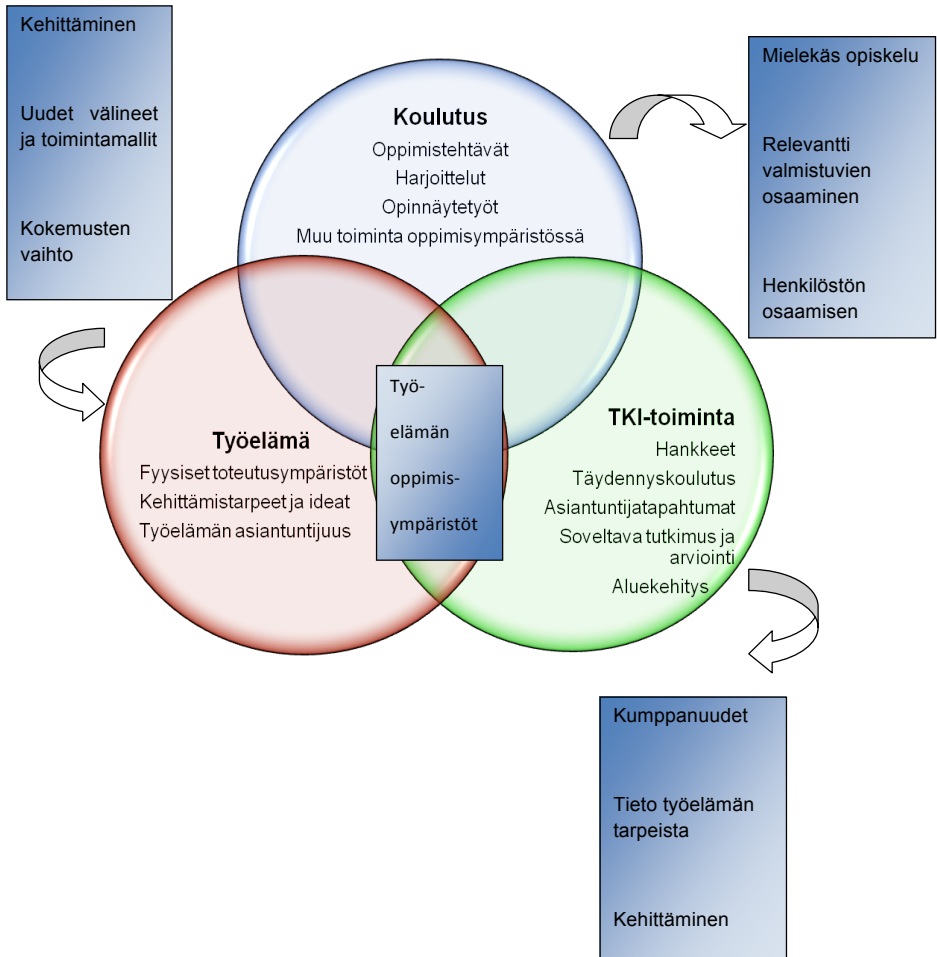 Kehittäminen
Uudet välineet
ja toimintamallit
Kokemusten
vaihto
Mielekäs opiskelu
Relevantti
valmistuvien
osaaminen
Henkilöstön
osaamisen
Koulutus
Oppimistehtävät
Harjoittelut
Opinnäytetyöt
Muu toiminta oppimisympäristössä
Työelämä
Fyysiset toteutusympäristöt
Kehittämistarpeet ja ideat
Työelämän asiantuntijuus
Työ-
elämän
oppimis-
ympäristöt
TKI-toiminta
Hankkeet
Täydennyskoulutus
Asiantuntijatapahtumat
Soveltava tutkimus ja
arviointi
Aluekehitys
Kumppanuudet
Tieto työelämän
tarpeista
Kehittäminen